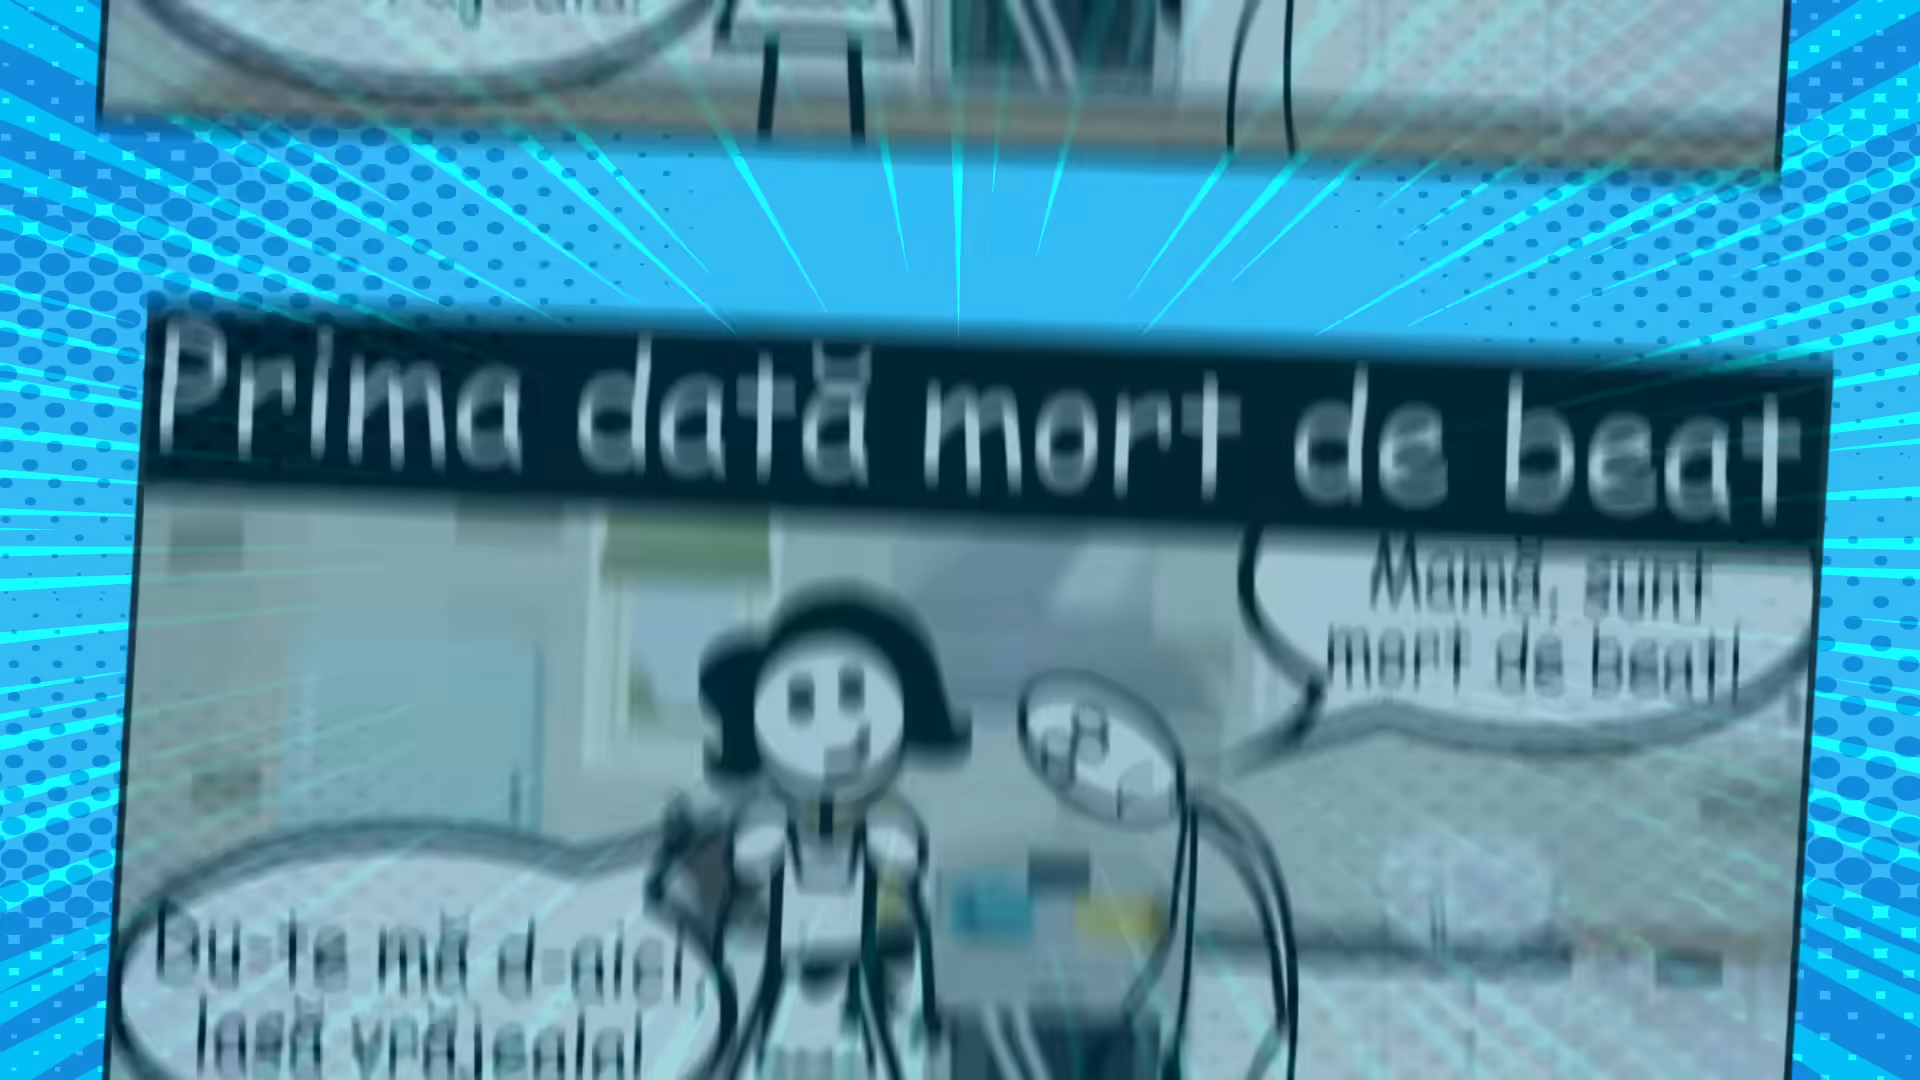 Prima dată mort de beat
Mamă, sunt
mort de beat!
Du-te mă d-aici,
lasă vrăjeala!